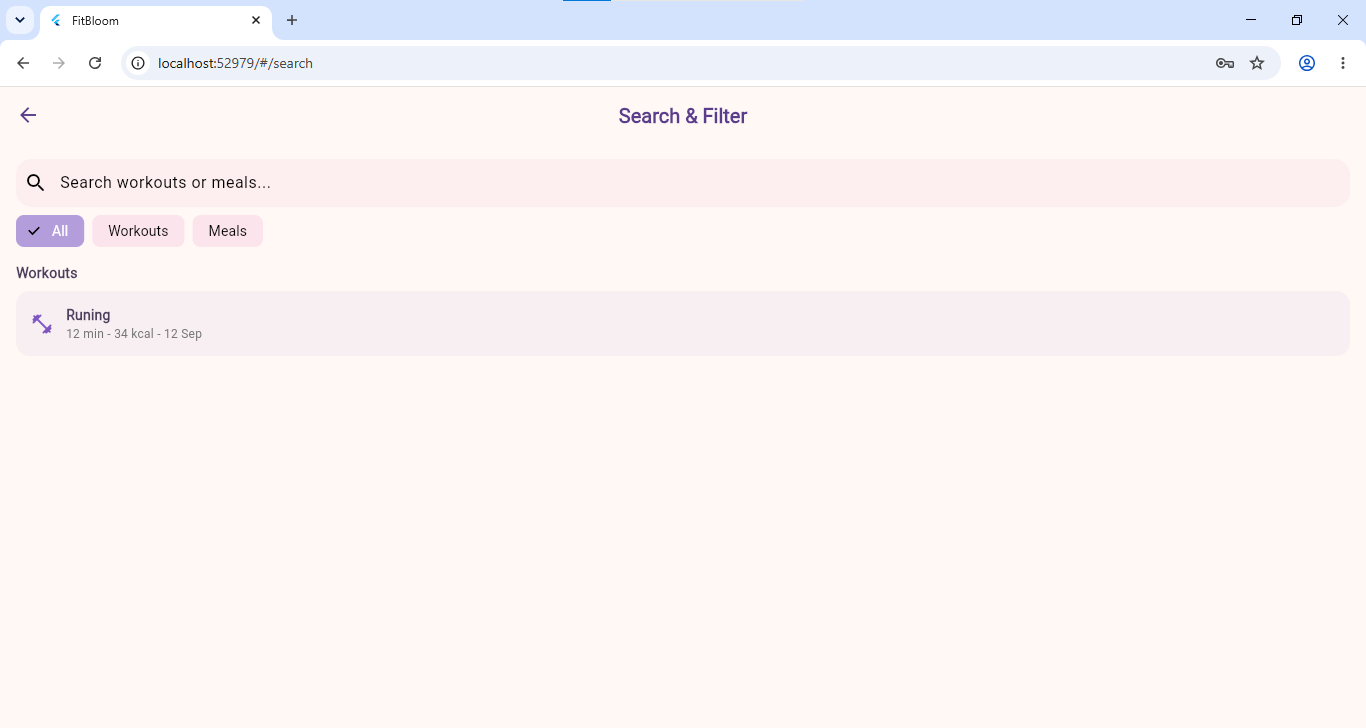 FitBloom
localhost:52979/#/search
Search & Filter
Search workouts or meals...
All Workouts Meals
Workouts
Runing
12 min - 34 kcal - 12 Sep